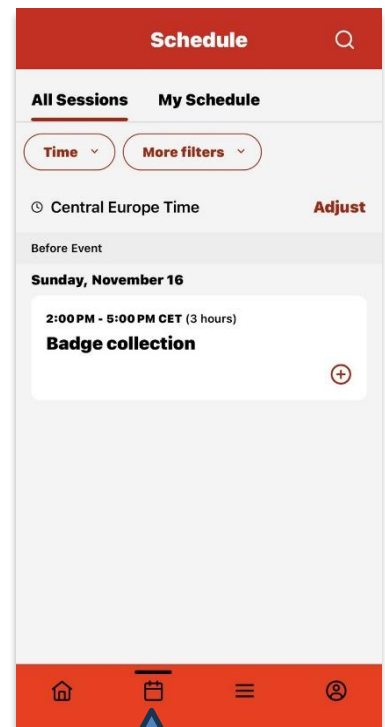 Schedule
All Sessions My Schedule
Time More filters
Central Europe Time Adjust
Before Event
Sunday, November 16
2:00 PM - 5:00 PM CET (3 hours)
Badge collection